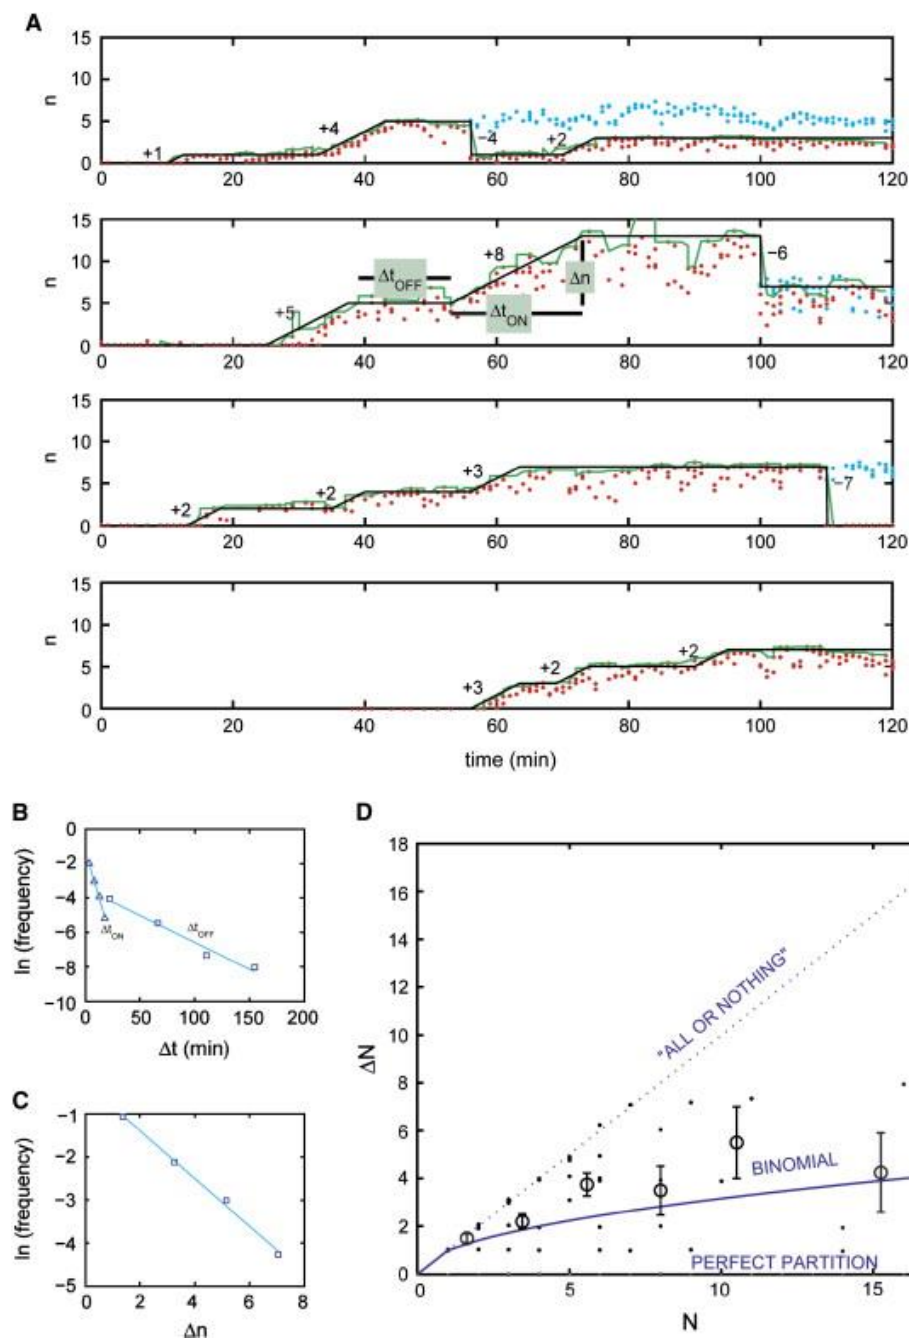 A
n
15
10
5
0
+1
+4
−4
+2
0 20 40 60 80 100 120
n
15
10
5
0
+5
ΔtOFF
+8
ΔtON
Δn
−6
0 20 40 60 80 100 120
n
15
10
5
0
+2
+2
+3
−7
0 20 40 60 80 100 120
n
15
10
5
0
+3
+2
+2
0 20 40 60 80 100 120
time (min)
B
ln (frequency)
0
−2
−4
−6
−8
−10
ΔtON
ΔtOFF
0 50 100 150 200
Δt (min)
C
ln (frequency)
−1
−2
−3
−4
−5
0 2 4 6 8
Δn
D
ΔN
18
16
14
12
10
8
6
4
2
0
"ALL OR NOTHING"
BINOMIAL
PERFECT PARTITION
0 5 10 15
N